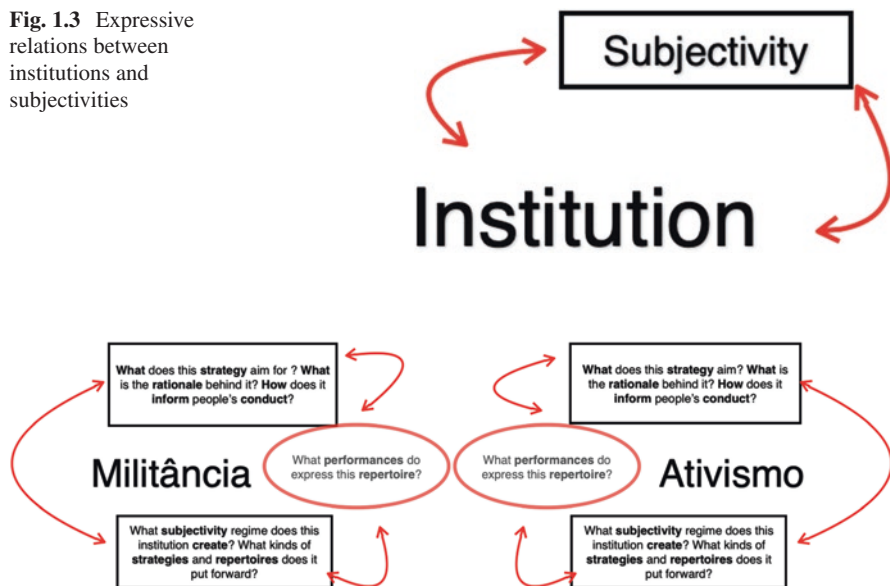 Fig. 1.3 Expressive
relations between
institutions and
subjectivities
Subjectivity
Institution
What does this strategy aim for ? What
is the rationale behind it? How does it
inform people's conduct?
What does this strategy aim? What is
the rationale behind it? How does it
inform people's conduct?
Militância
What performances do
express this repertoire?
What performances do
express this repertoire?
Ativismo
What subjectivity regime does this
institution create? What kinds of
strategies and repertoires does it
put forward?
What subjectivity regime does this
institution create? What kinds of
strategies and repertoires does it
put forward?